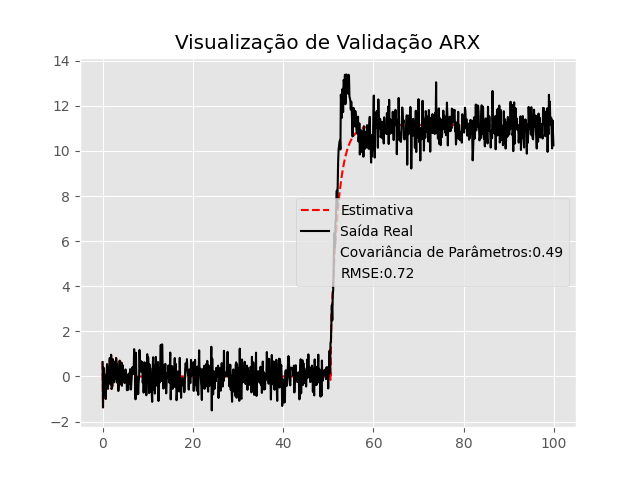 Visualização de Validação ARX
14
12
10
8
6
4
2
0
−2
Estimativa
Saída Real
Covariância de Parâmetros:0.49
RMSE:0.72
0 20 40 60 80 100